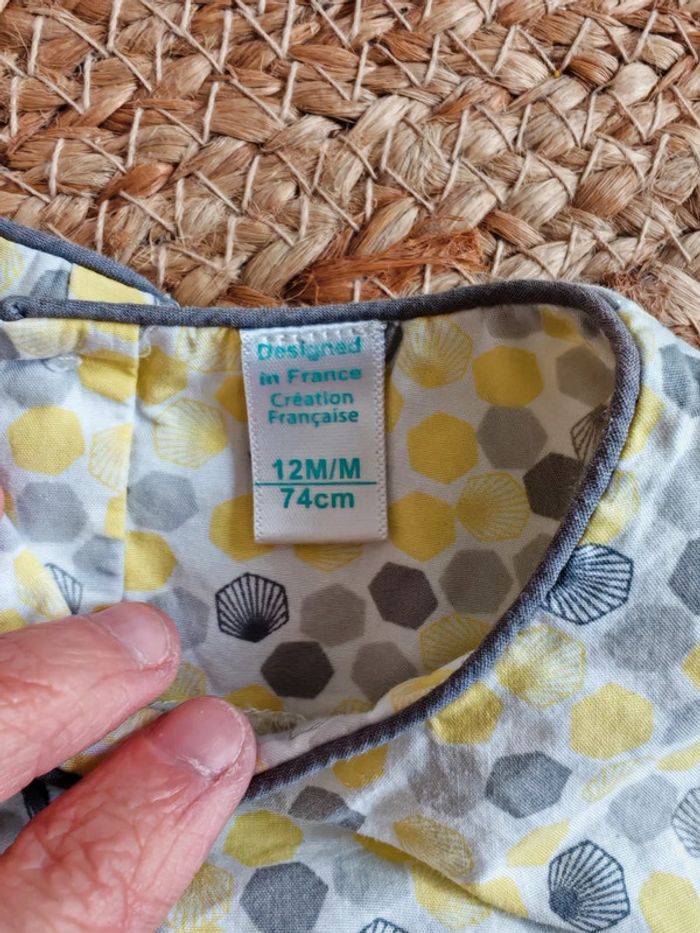 Designed
in France
Création
Française
12M/M
74cm